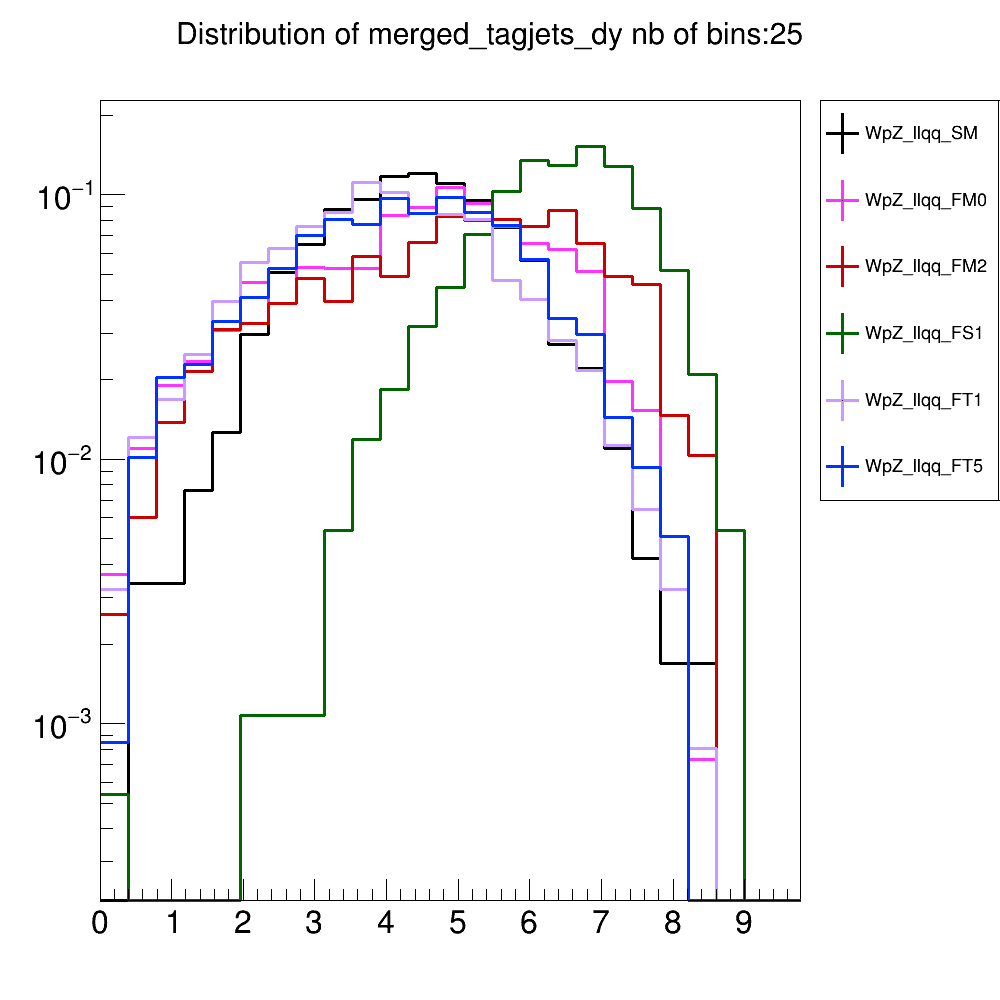 Distribution of merged_tagjets_dy nb of bins:25
10⁻¹
10⁻²
10⁻³
0 1 2 3 4 5 6 7 8 9
WpZ_llqq_SM
WpZ_llqq_FM0
WpZ_llqq_FM2
WpZ_llqq_FS1
WpZ_llqq_FT1
WpZ_llqq_FT5